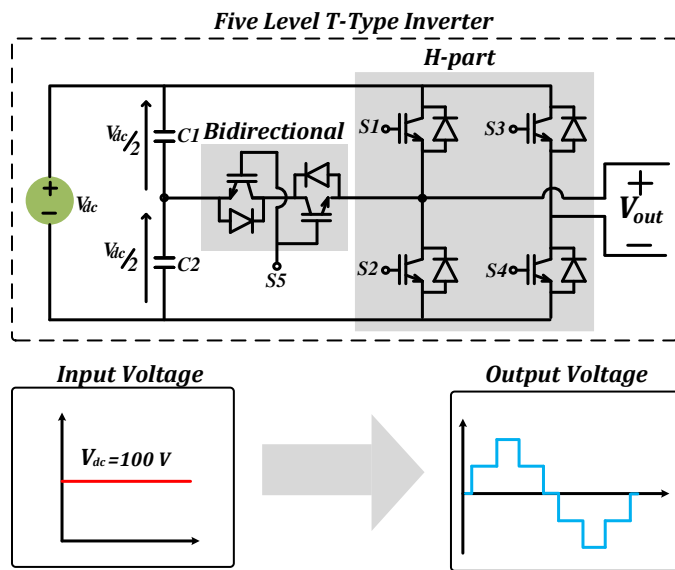 Five Level T-Type Inverter
H-part
Vdc/2
C1
Bidirectional
S1
S3
+
−
Vdc
+
Vout
−
Vdc/2
C2
S5
S2
S4
Input Voltage
Output Voltage
Vdc=100 V